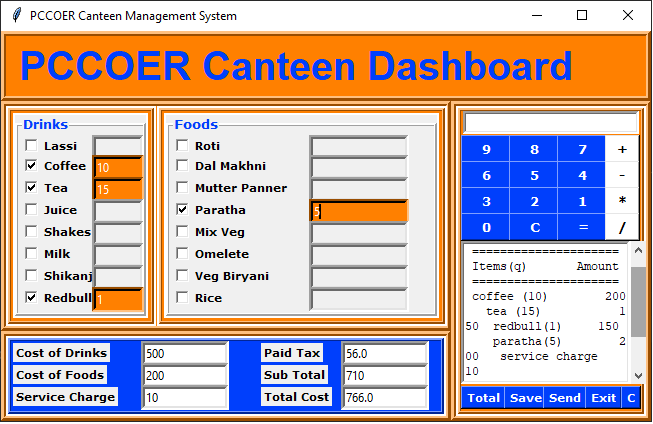 PCCOER Canteen Management System
PCCOER Canteen Dashboard
Drinks
Lassi
Coffee 10
Tea 15
Juice
Shakes
Milk
Shikanj
Redbull 1
Foods
Roti
Dal Makhni
Mutter Panner
Paratha 5
Mix Veg
Omelete
Veg Biryani
Rice
9 8 7 +
6 5 4 -
3 2 1 *
0 C = /
=====================
Items(q) Amount
=====================
coffee (10) 200
tea (15) 1
50 redbull(1) 150
paratha(5) 2
00 service charge
10
Total Save Send Exit C
Cost of Drinks 500 Paid Tax 56.0
Cost of Foods 200 Sub Total 710
Service Charge 10 Total Cost 766.0